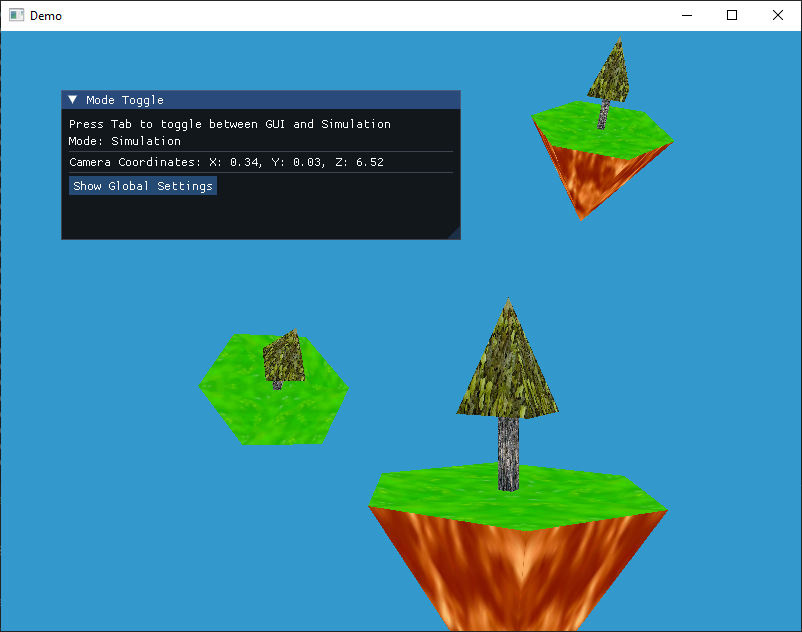 Demo
Mode Toggle
Press Tab to toggle between GUI and Simulation
Mode: Simulation
Camera Coordinates: X: 0.34, Y: 0.03, Z: 6.52
Show Global Settings